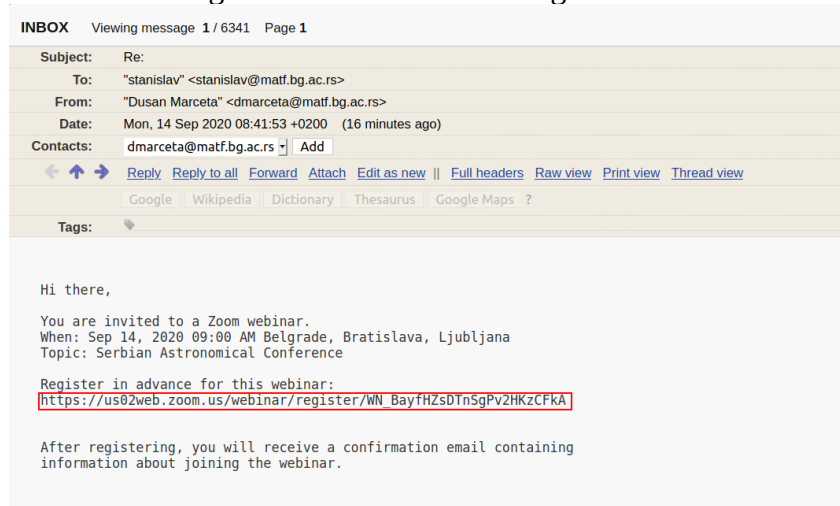 INBOX Viewing message 1 / 6341 Page 1
Subject: Re:
To: "stanislav" <stanislav@matf.bg.ac.rs>
From: "Dusan Marceta" <dmarceta@matf.bg.ac.rs>
Date: Mon, 14 Sep 2020 08:41:53 +0200 (16 minutes ago)
Contacts: dmarceta@matf.bg.ac.rs Add
Reply Reply to all Forward Attach Edit as new || Full headers Raw view Print view Thread view
Google Wikipedia Dictionary Thesaurus Google Maps ?
Tags:
Hi there,
You are invited to a Zoom webinar.
When: Sep 14, 2020 09:00 AM Belgrade, Bratislava, Ljubljana
Topic: Serbian Astronomical Conference
Register in advance for this webinar:
https://us02web.zoom.us/webinar/register/WN_BayfHZsDTnSgPv2HKzCFkA
After registering, you will receive a confirmation email containing
information about joining the webinar.